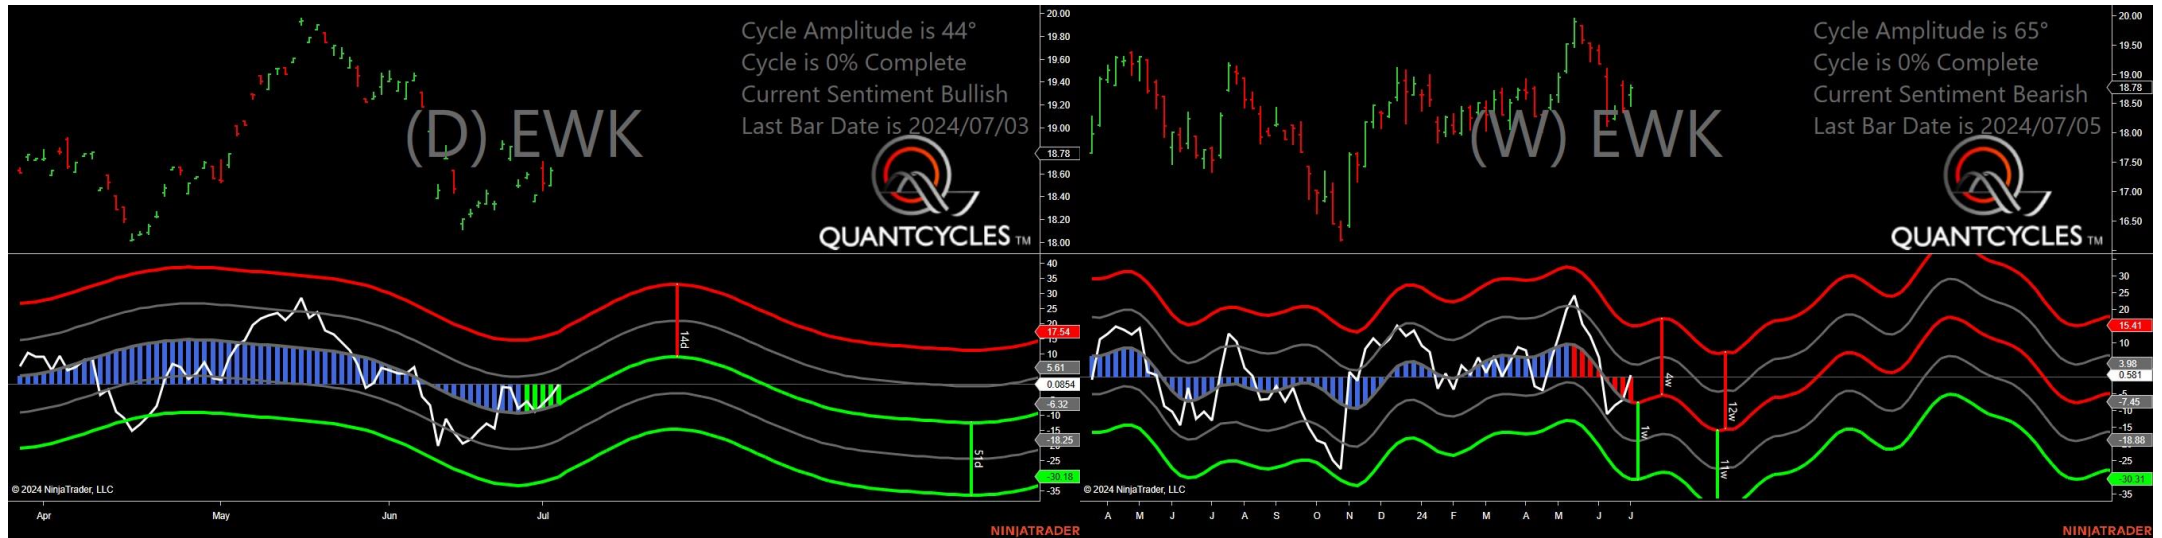 Cycle Amplitude is 44°
Cycle is 0% Complete
Current Sentiment Bullish
Last Bar Date is 2024/07/03
(D) EWK
QUANTCYCLES TM
20.00
19.80
19.60
19.40
19.20
19.00
18.78
18.60
18.40
18.20
18.00
40
35
30
25
20
17.54
10
5.61
0.0854
-6.32
-10
-15
-18.25
-25
-30.18
-35
14d
51d
© 2024 NinjaTrader, LLC
Apr May Jun Jul
NINJATRADER
Cycle Amplitude is 65°
Cycle is 0% Complete
Current Sentiment Bearish
Last Bar Date is 2024/07/05
(W) EWK
QUANTCYCLES TM
20.00
19.50
19.00
18.78
18.50
18.00
17.50
17.00
16.50
30
25
20
15.41
10
3.98
0.581
-5
-7.45
-10
-15
-18.88
-25
-30.31
-35
4w
12w
1w
11w
© 2024 NinjaTrader, LLC
A M J J A S O N D 24 F M A M J J
NINJATRADER